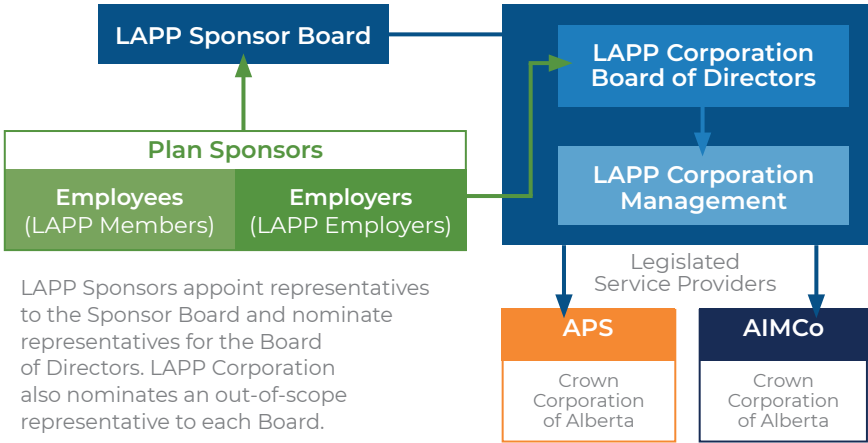 LAPP Sponsor Board
LAPP Corporation
Board of Directors
LAPP Corporation
Management
Plan Sponsors
Employees
(LAPP Members)
Employers
(LAPP Employers)
LAPP Sponsors appoint representatives
to the Sponsor Board and nominate
representatives for the Board
of Directors. LAPP Corporation
also nominates an out-of-scope
representative to each Board.
Legislated
Service Providers
APS
Crown
Corporation
of Alberta
AIMCo
Crown
Corporation
of Alberta